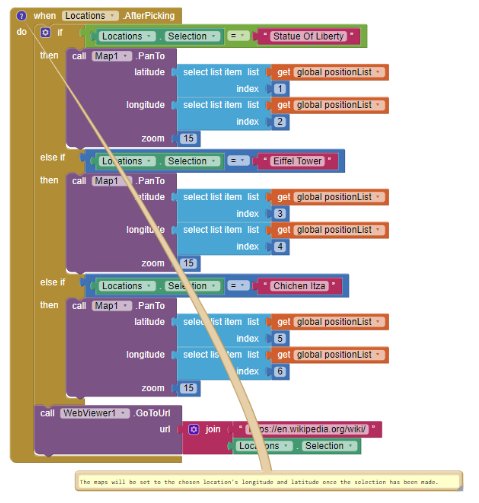 ? when Locations .AfterPicking
do if Locations . Selection = " Statue Of Liberty "
then call Map1 .PanTo
latitude select list item list get global positionList
index 1
longitude select list item list get global positionList
index 2
zoom 15
else if Locations . Selection = " Eiffel Tower "
then call Map1 .PanTo
latitude select list item list get global positionList
index 3
longitude select list item list get global positionList
index 4
zoom 15
else if Locations . Selection = " Chichen Itza "
then call Map1 .PanTo
latitude select list item list get global positionList
index 5
longitude select list item list get global positionList
index 6
zoom 15
call WebViewer1 .GoToUrl
url join " https://en.wikipedia.org/wiki/ "
Locations . Selection
The maps will be set to the chosen location's longitude and latitude once the selection has been made.